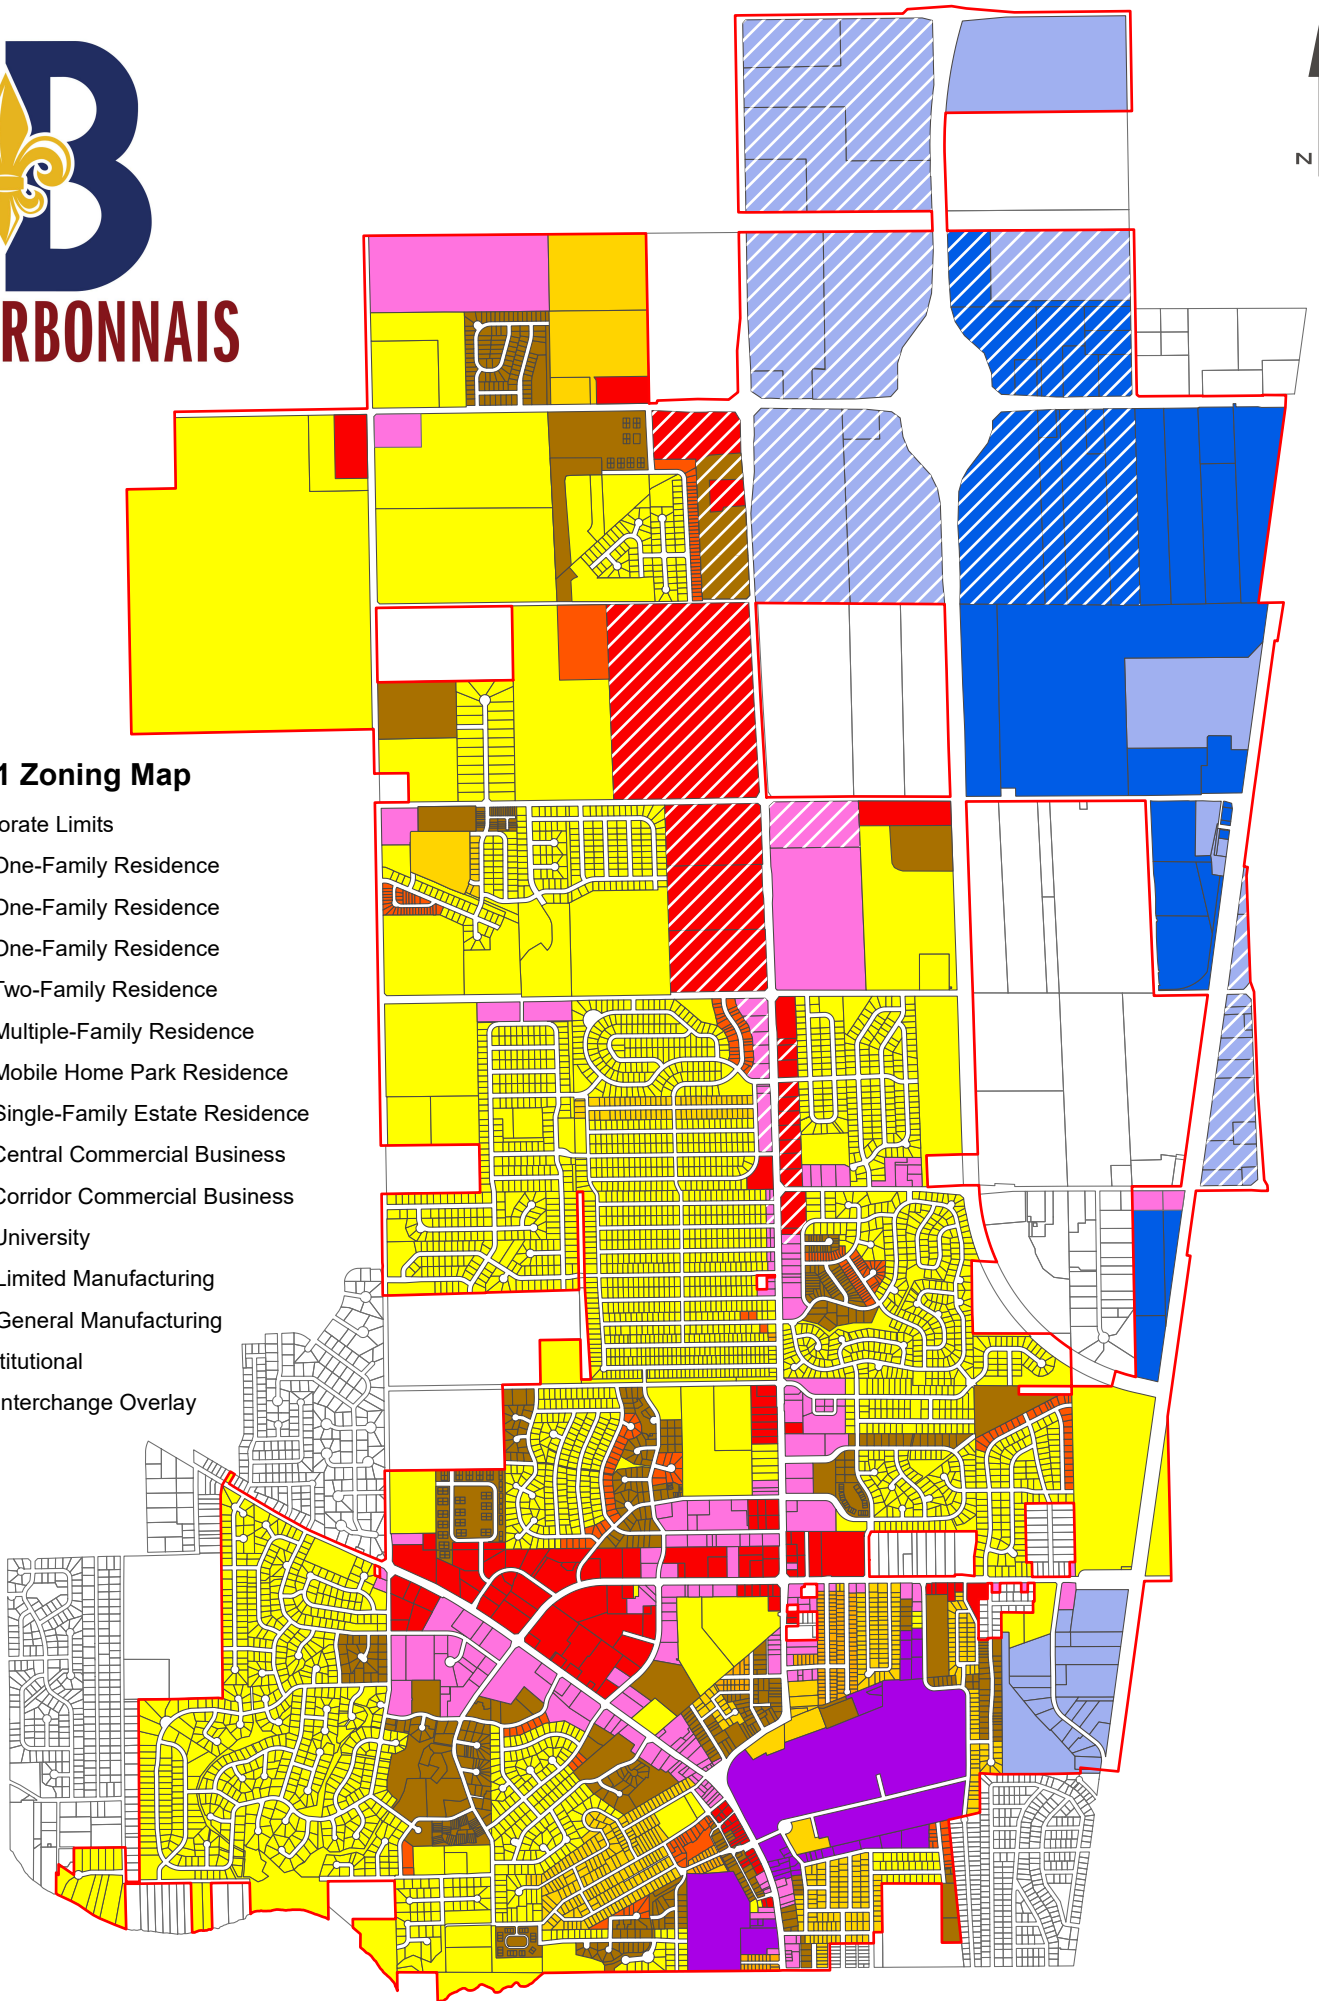 B
RBONNAIS
N
1 Zoning Map
orate Limits
One-Family Residence
One-Family Residence
One-Family Residence
Two-Family Residence
Multiple-Family Residence
Mobile Home Park Residence
Single-Family Estate Residence
Central Commercial Business
Corridor Commercial Business
University
Limited Manufacturing
General Manufacturing
titutional
Interchange Overlay